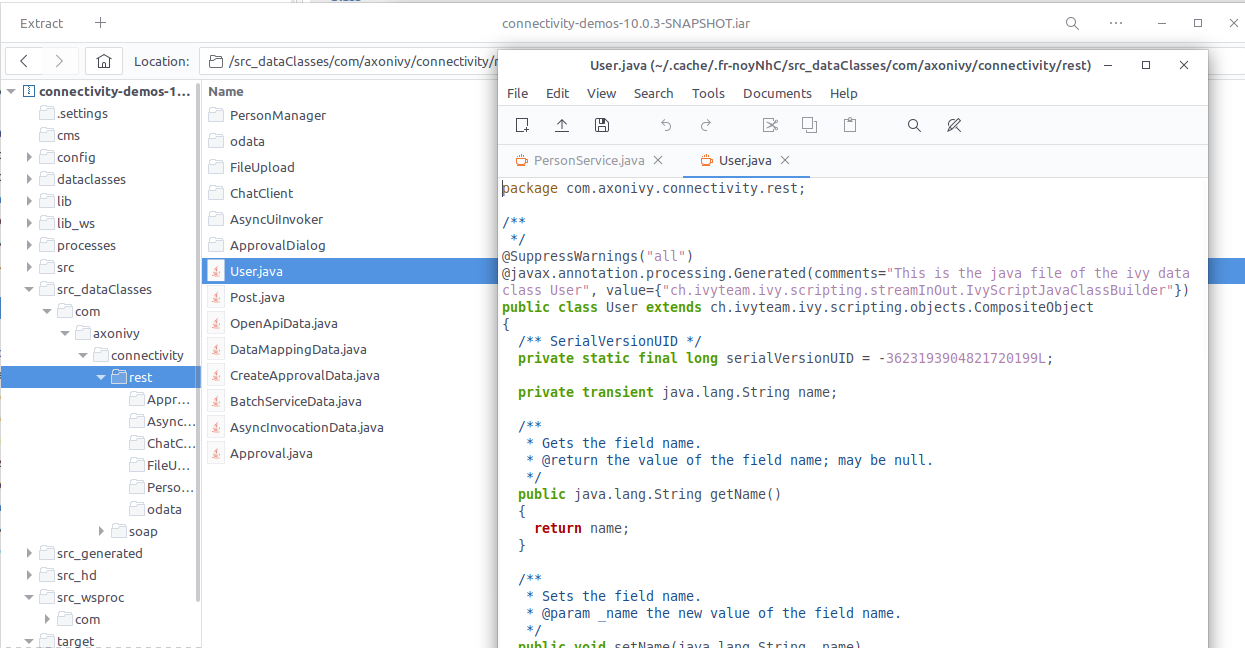 Extract
connectivity-demos-10.0.3-SNAPSHOT.iar
Location:
/src_dataClasses/com/axonivy/connectivity/r
connectivity-demos-1...
.settings
cms
config
dataclasses
lib
lib_ws
processes
src
src_dataClasses
com
axonivy
connectivity
rest
Appr...
Async...
ChatC...
FileU...
Perso...
odata
soap
src_generated
src_hd
src_wsproc
com
target
Name
PersonManager
odata
FileUpload
ChatClient
AsyncUiInvoker
ApprovalDialog
User.java
Post.java
OpenApiData.java
DataMappingData.java
CreateApprovalData.java
BatchServiceData.java
AsyncInvocationData.java
Approval.java
User.java (~/.cache/.fr-noyNhC/src_dataClasses/com/axonivy/connectivity/rest)
File Edit View Search Tools Documents Help
PersonService.java
User.java
package com.axonivy.connectivity.rest;
/**
 */
@SuppressWarnings("all")
@javax.annotation.processing.Generated(comments="This is the java file of the ivy data
class User", value={"ch.ivyteam.ivy.scripting.streamInOut.IvyScriptJavaClassBuilder"})
public class User extends ch.ivyteam.ivy.scripting.objects.CompositeObject
{
  /** SerialVersionUID */
  private static final long serialVersionUID = -3623193904821720199L;
  private transient java.lang.String name;
  /**
   * Gets the field name.
   * @return the value of the field name; may be null.
   */
  public java.lang.String getName()
  {
    return name;
  }
  /**
   * Sets the field name.
   * @param _name the new value of the field name.
   */
  public void setName(java.lang.String _name)